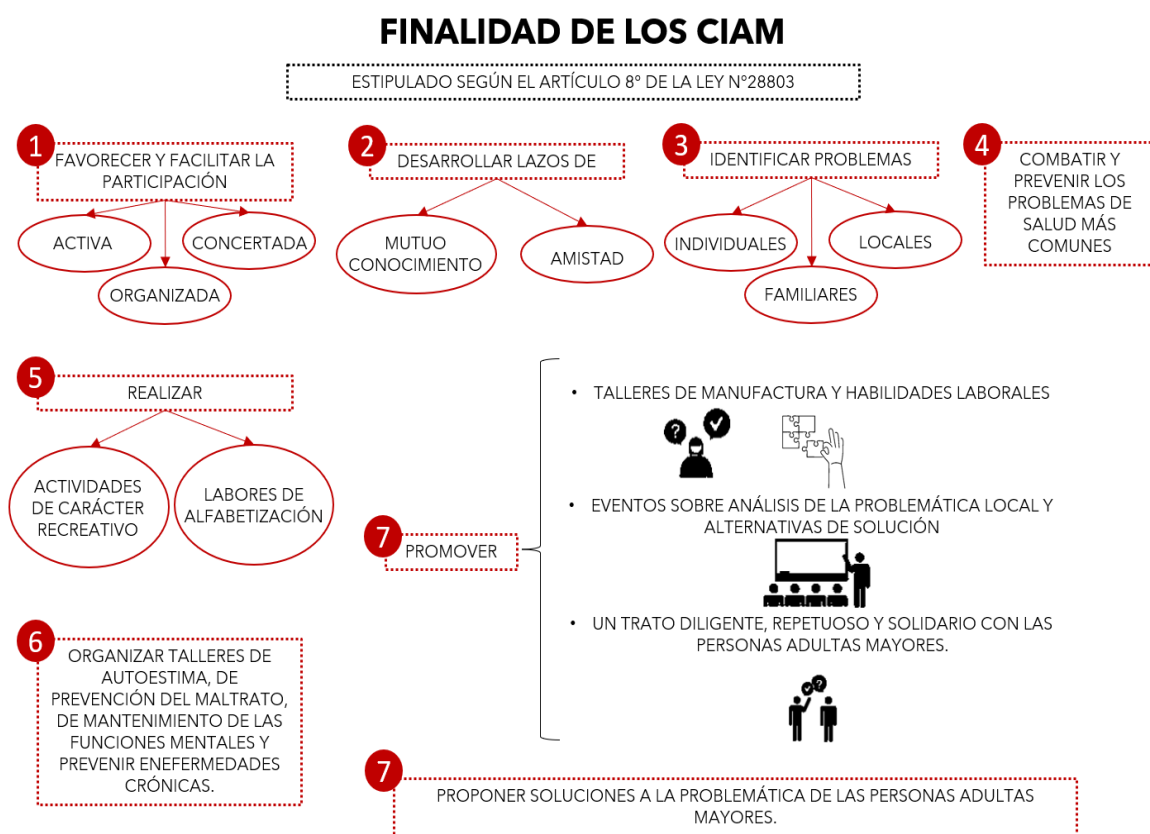 FINALIDAD DE LOS CIAM
ESTIPULADO SEGÚN EL ARTÍCULO 8° DE LA LEY N°28803
1
FAVORECER Y FACILITAR LA
PARTICIPACIÓN
ACTIVA
CONCERTADA
ORGANIZADA
2
DESARROLLAR LAZOS DE
MUTUO
CONOCIMIENTO
AMISTAD
3
IDENTIFICAR PROBLEMAS
INDIVIDUALES
LOCALES
FAMILIARES
4
COMBATIR Y
PREVENIR LOS
PROBLEMAS DE
SALUD MÁS
COMUNES
5
REALIZAR
ACTIVIDADES
DE CARÁCTER
RECREATIVO
LABORES DE
ALFABETIZACIÓN
6
ORGANIZAR TALLERES DE
AUTOESTIMA, DE
PREVENCIÓN DEL MALTRATO,
DE MANTENIMIENTO DE LAS
FUNCIONES MENTALES Y
PREVENIR ENEFERMEDADES
CRÓNICAS.
7
PROMOVER
• TALLERES DE MANUFACTURA Y HABILIDADES LABORALES
?
• EVENTOS SOBRE ANÁLISIS DE LA PROBLEMÁTICA LOCAL Y
ALTERNATIVAS DE SOLUCIÓN
• UN TRATO DILIGENTE, REPETUOSO Y SOLIDARIO CON LAS
PERSONAS ADULTAS MAYORES.
?
7
PROPONER SOLUCIONES A LA PROBLEMÁTICA DE LAS PERSONAS ADULTAS
MAYORES.